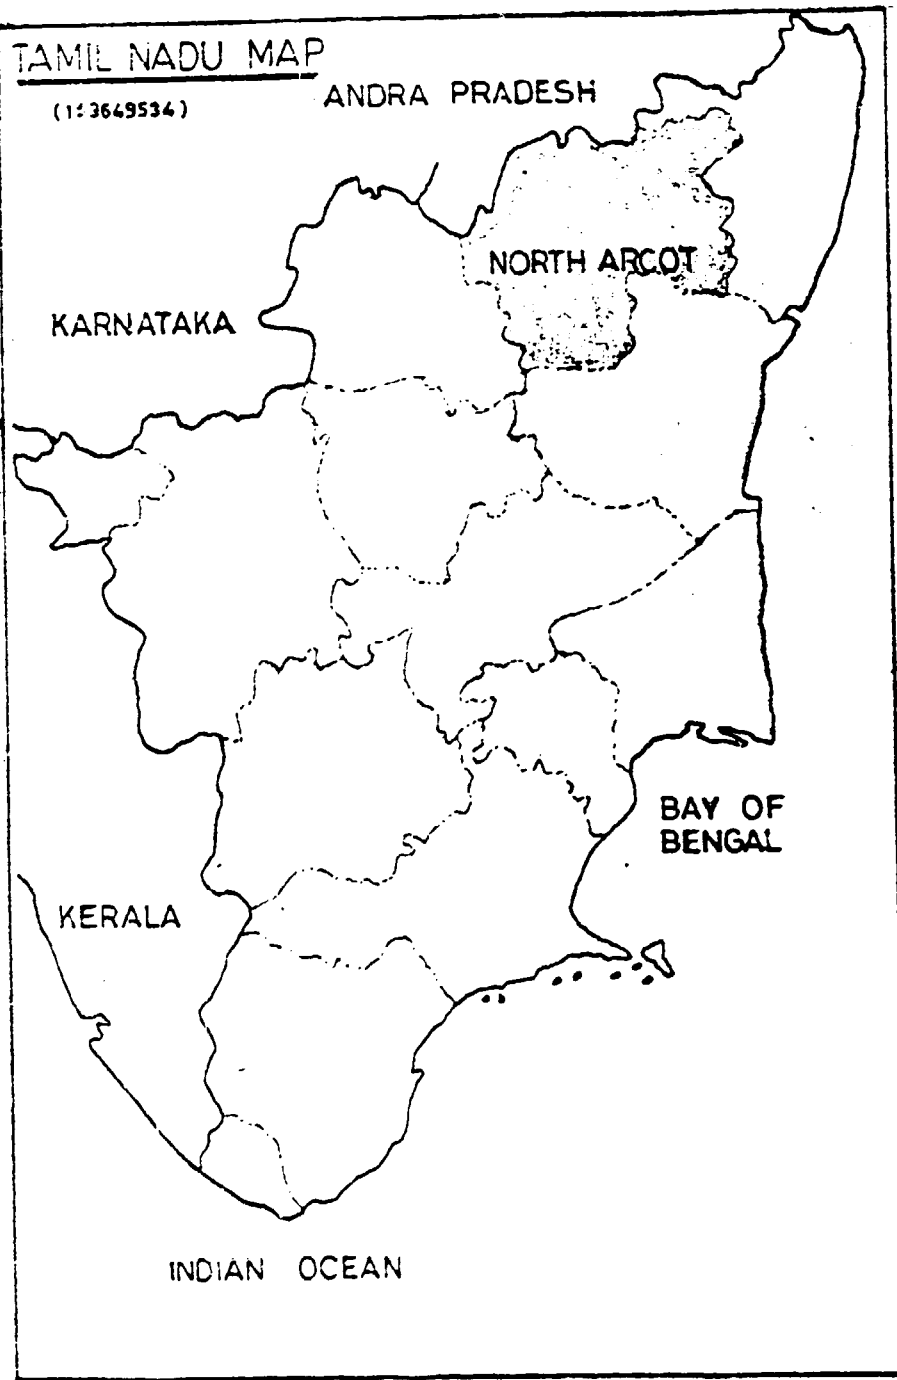 TAMIL NADU MAP
(1:3649534)
ANDRA PRADESH
NORTH ARCOT
KARNATAKA
BAY OF
BENGAL
KERALA
INDIAN OCEAN